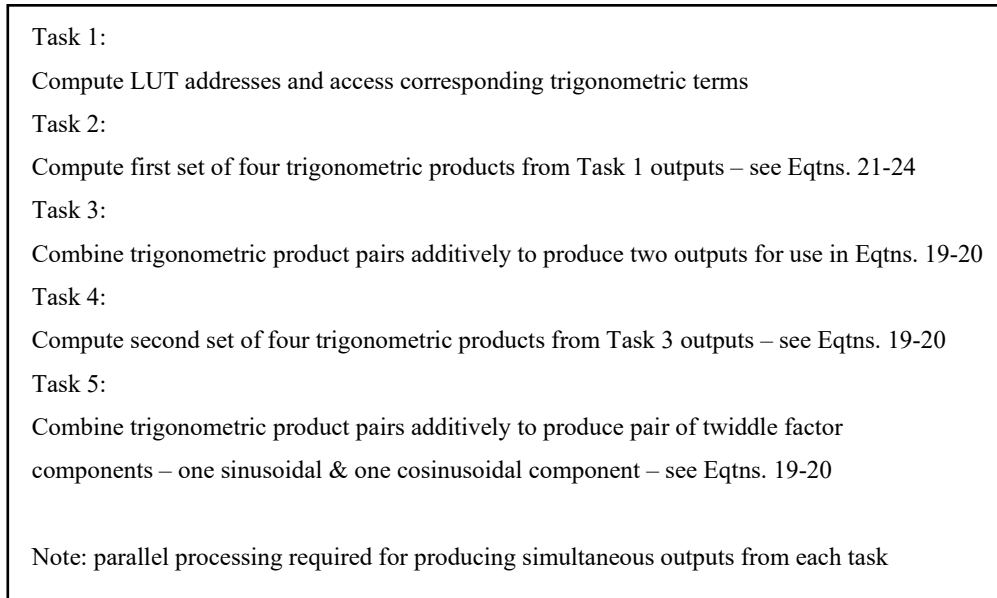 Task 1:
Compute LUT addresses and access corresponding trigonometric terms
Task 2:
Compute first set of four trigonometric products from Task 1 outputs – see Eqtns. 21-24
Task 3:
Combine trigonometric product pairs additively to produce two outputs for use in Eqtns. 19-20
Task 4:
Compute second set of four trigonometric products from Task 3 outputs – see Eqtns. 19-20
Task 5:
Combine trigonometric product pairs additively to produce pair of twiddle factor
components – one sinusoidal & one cosinusoidal component – see Eqtns. 19-20
Note: parallel processing required for producing simultaneous outputs from each task